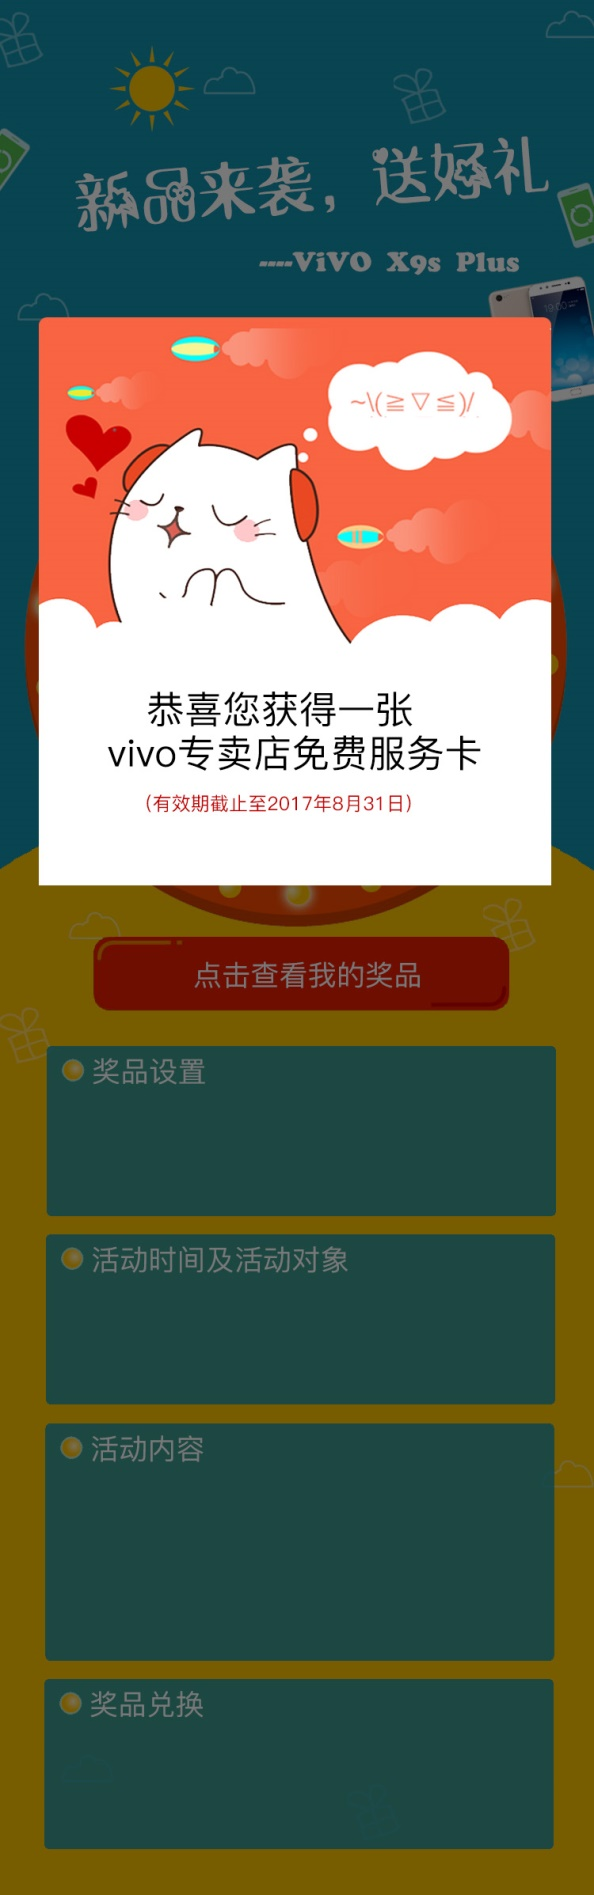 新品来袭，送好礼
----ViVO X9s Plus
19:00
~\(≧▽≦)/
恭喜您获得一张
vivo专卖店免费服务卡
（有效期截止至2017年8月31日）
点击查看我的奖品
奖品设置
活动时间及活动对象
活动内容
奖品兑换